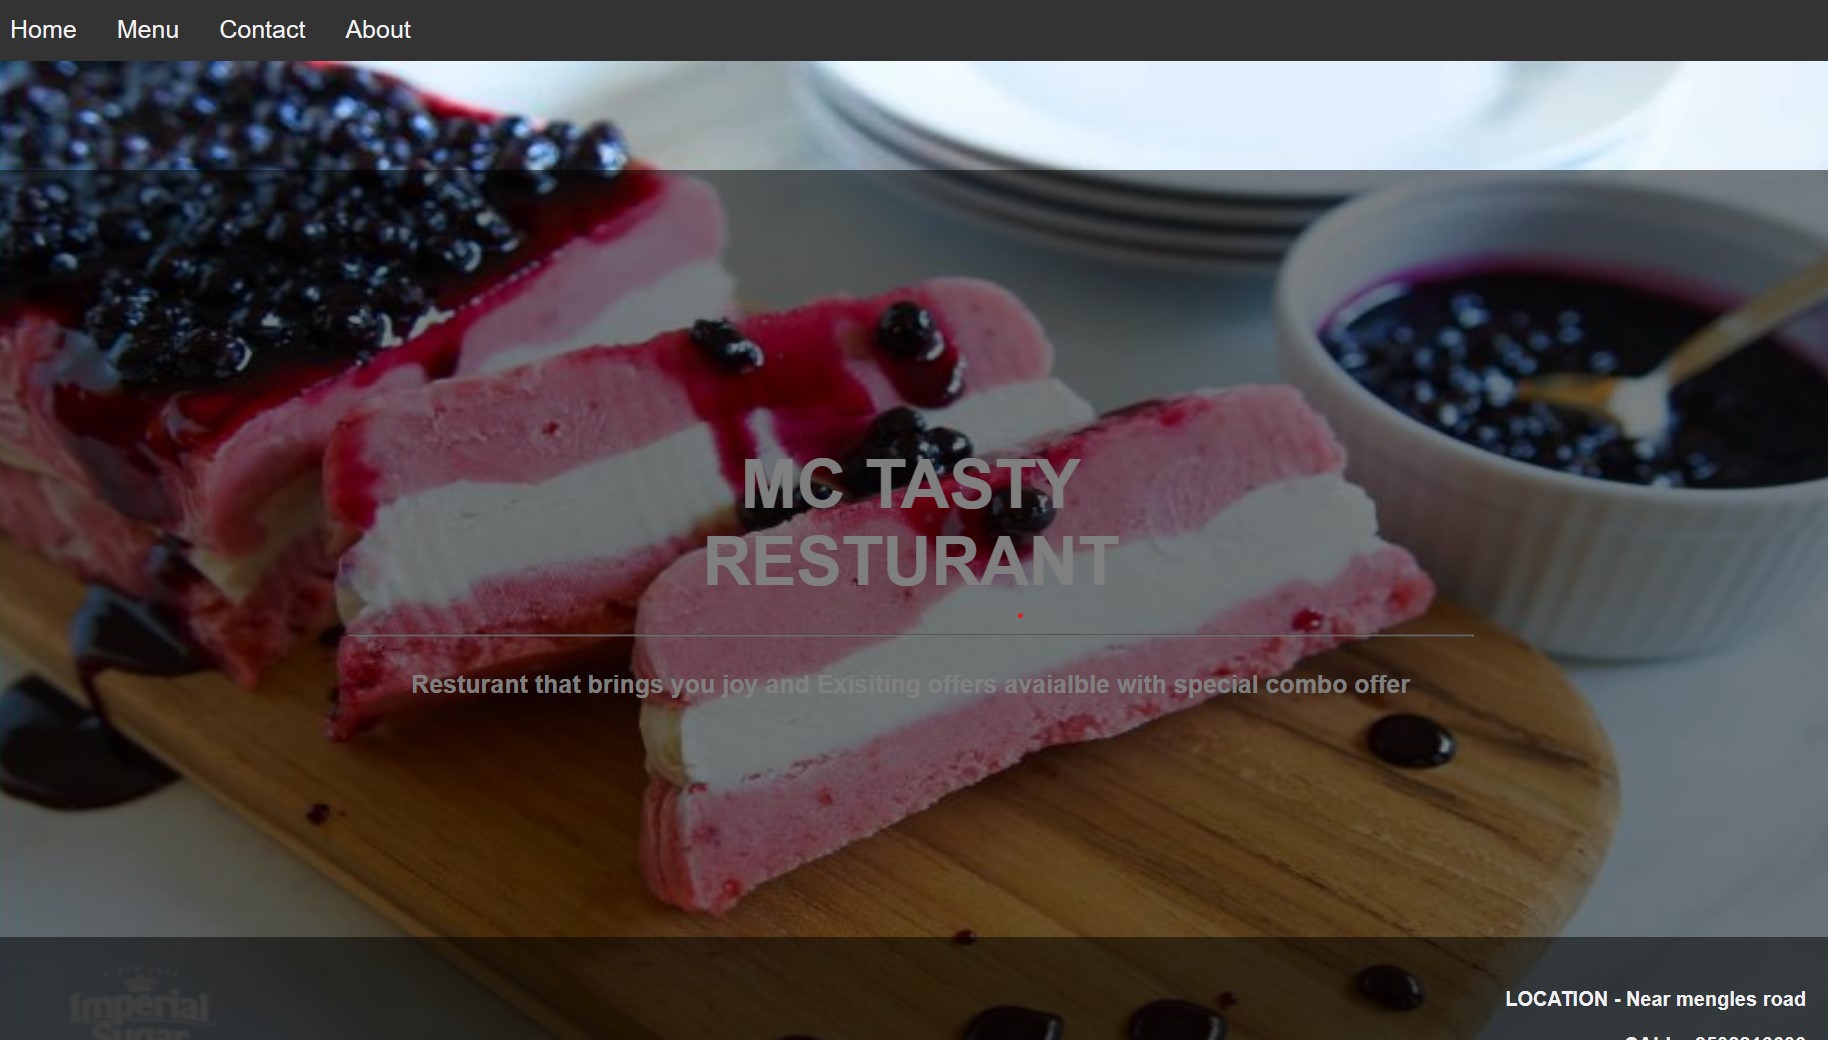 Home Menu Contact About
MC TASTY
RESTURANT
Resturant that brings you joy and Exisiting offers avaialble with special combo offer
Imperial
Sugar
LOCATION - Near mengles road